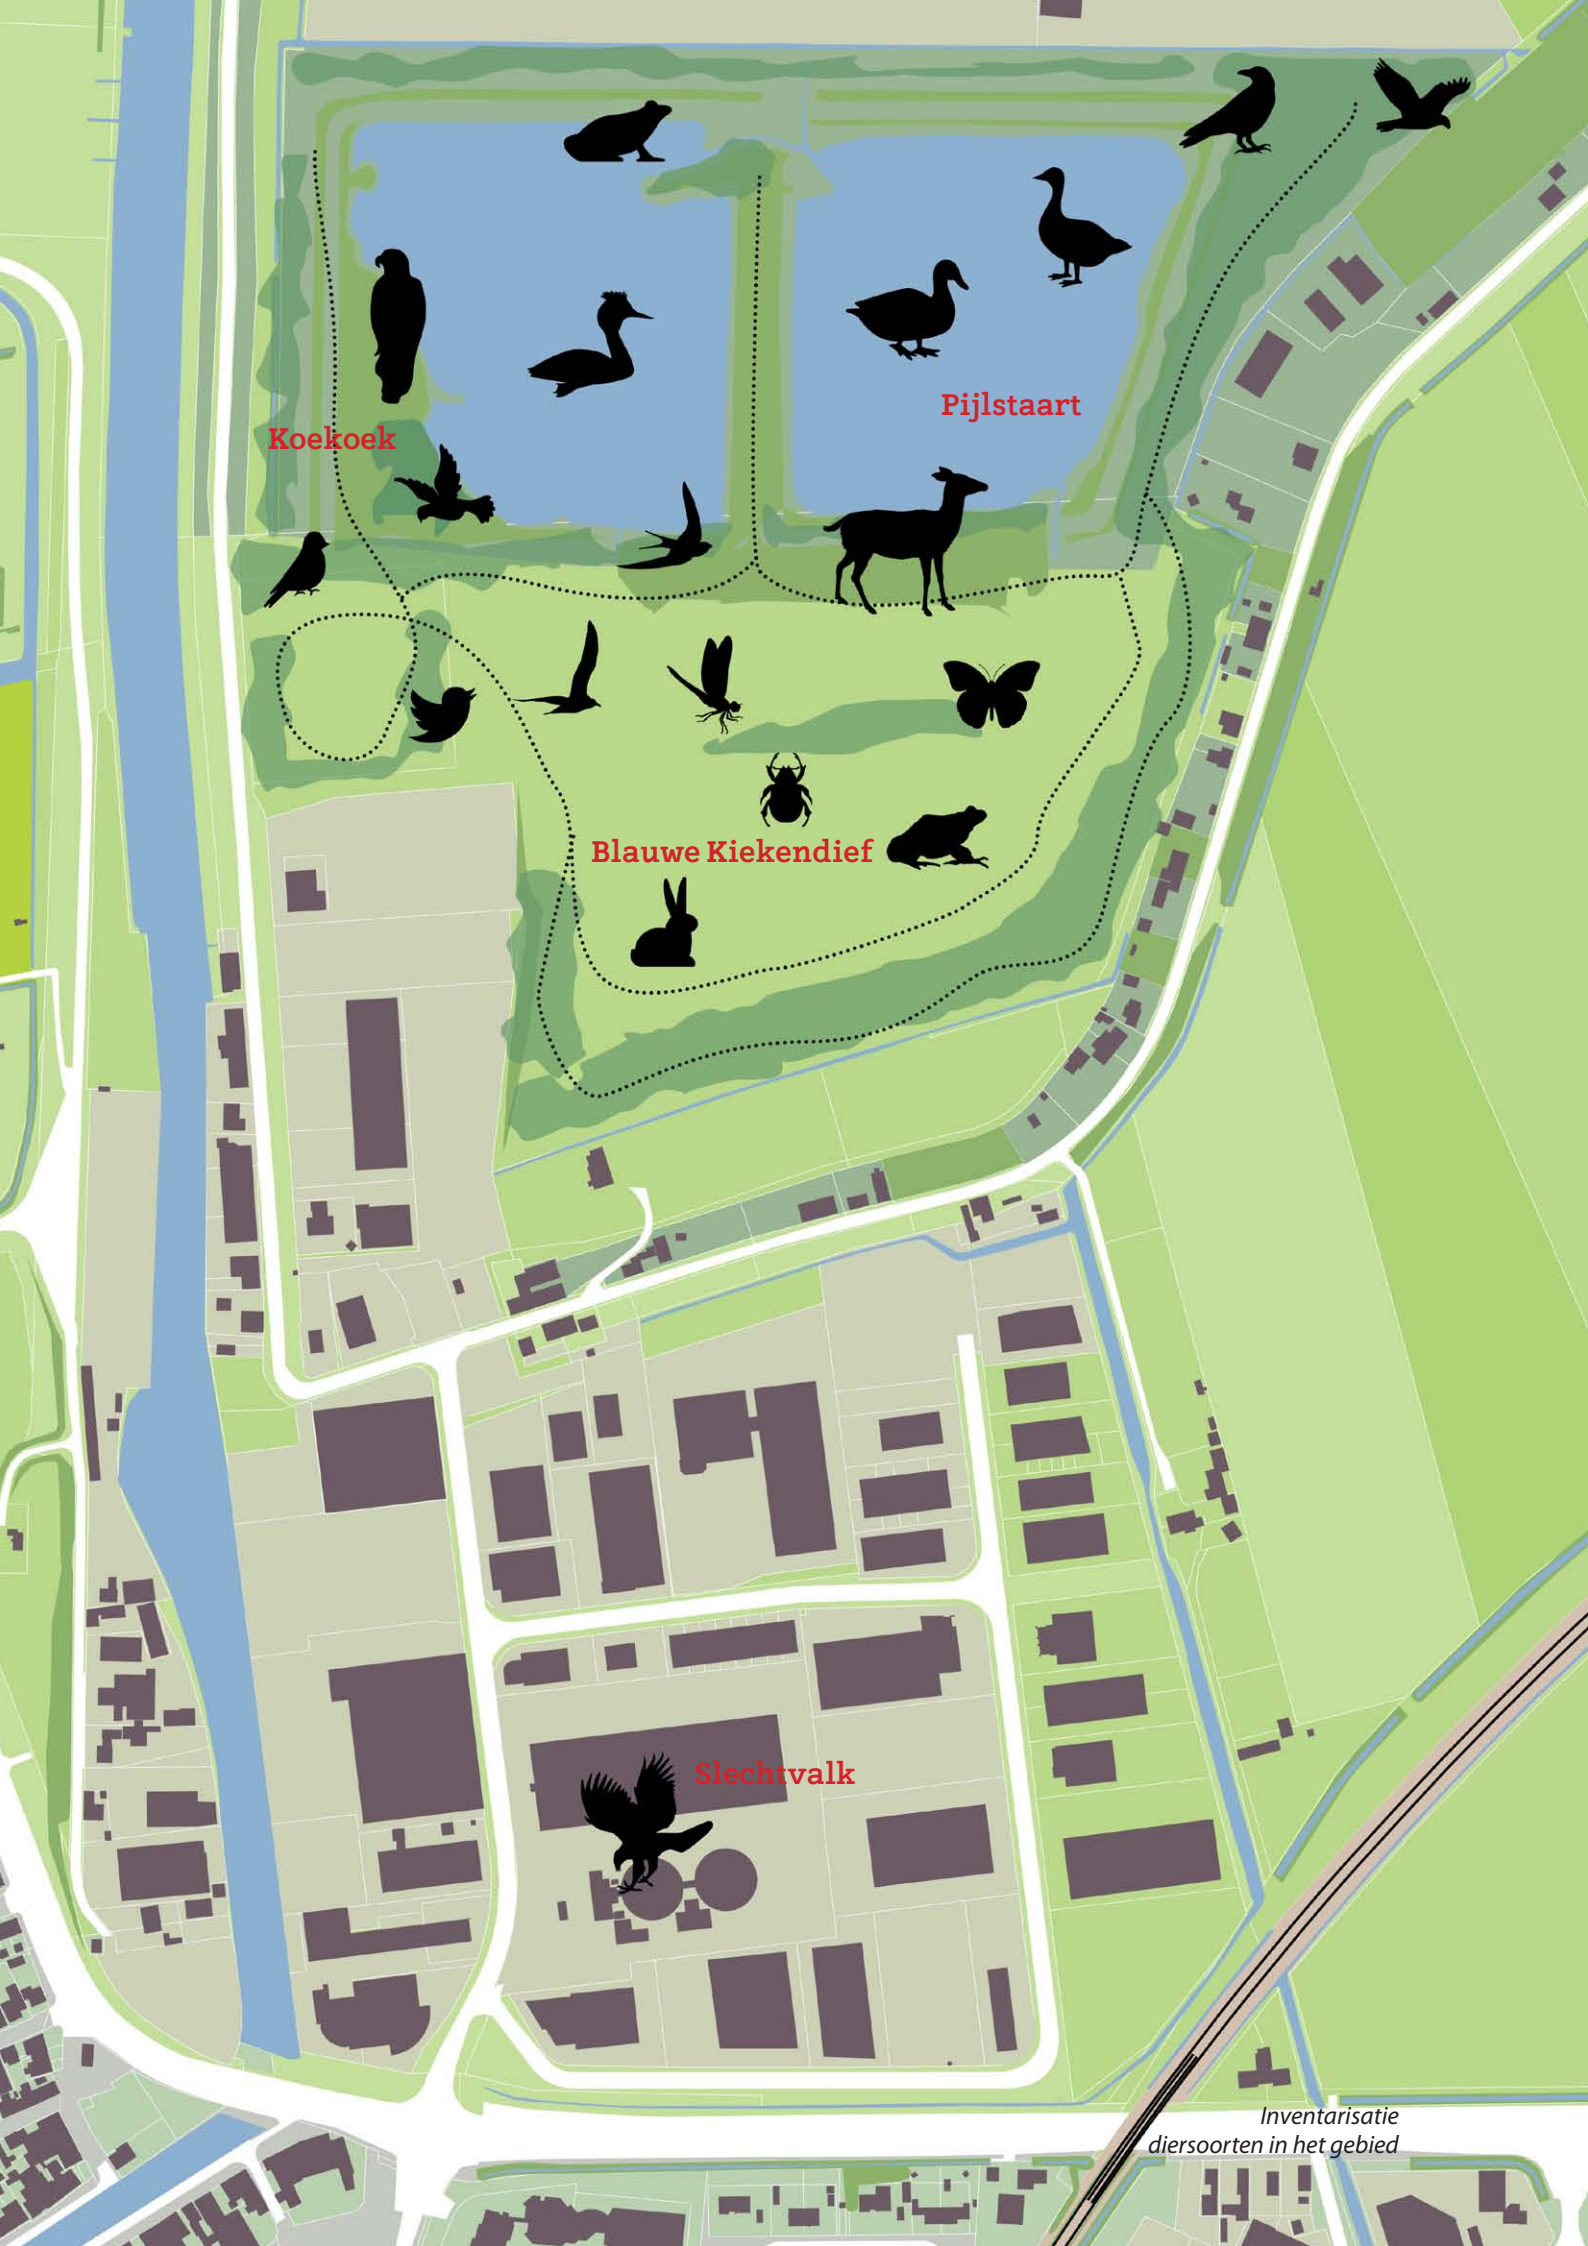 Pijlstaart
Koekoek
Blauwe Kiekendief
Slechtvalk
Inventarisatie
diersoorten in het gebied